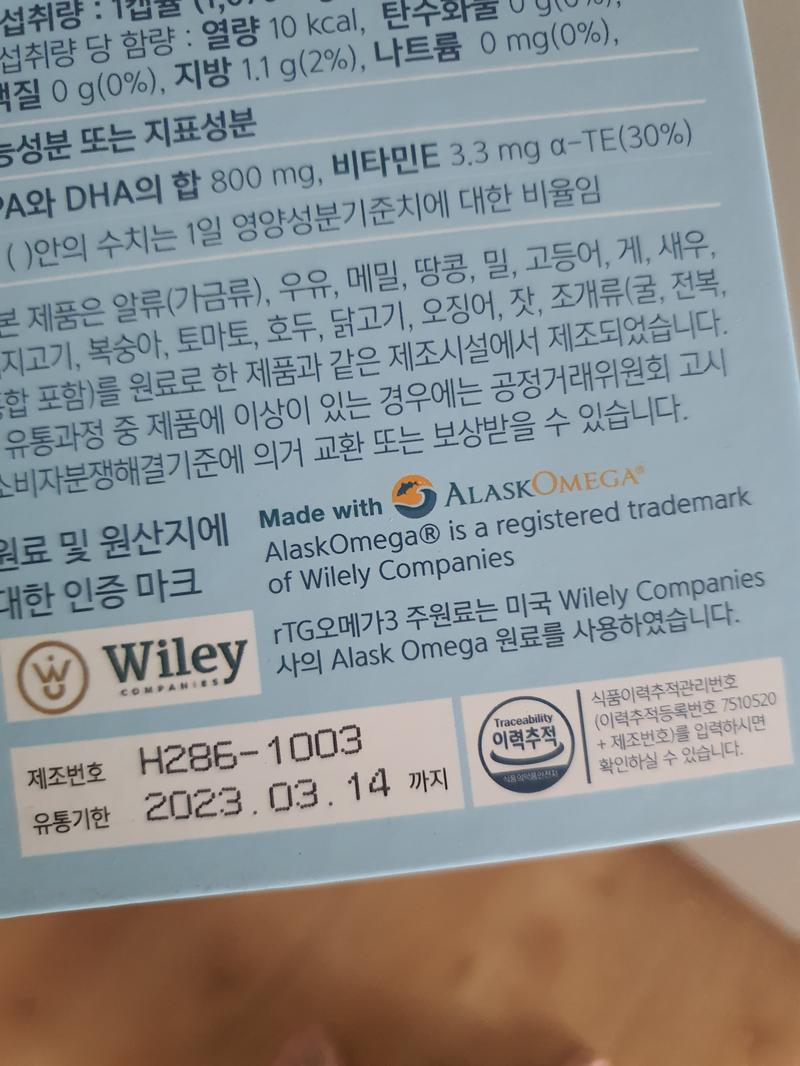 섭취량 : 1캡슐
섭취량 당 함량 : 열량 10 kcal, 탄수화물 0 g(0%),
0 g(0%), 지방 1.1 g(2%), 나트륨 0 mg(0%),
능성분 또는 지표성분
PA와 DHA의 합 800 mg, 비타민E 3.3 mg α-TE(30%)
( )안의 수치는 1일 영양성분기준치에 대한 비율임
본 제품은 알류(가금류), 우유, 메밀, 땅콩, 밀, 고등어, 게, 새우,
지고기, 복숭아, 토마토, 호두, 닭고기, 오징어, 잣, 조개류(굴, 전복,
합 포함)를 원료로 한 제품과 같은 제조시설에서 제조되었습니다.
유통과정 중 제품에 이상이 있는 경우에는 공정거래위원회 고시
소비자분쟁해결기준에 의거 교환 또는 보상받을 수 있습니다.
원료 및 원산지에
대한 인증 마크
Made with ALASKOMEGA®
AlaskOmega® is a registered trademark
of Wilely Companies
rTG오메가3 주원료는 미국 Wilely Companies
사의 Alask Omega 원료를 사용하였습니다.
Wiley
COMPANIES
제조번호 H286-1003
유통기한 2023.03.14 까지
Traceability
이력추적
식품의약품안전처
식품이력추적관리번호
(이력추적등록번호 7510520
+ 제조번호)를 입력하시면
확인하실 수 있습니다.